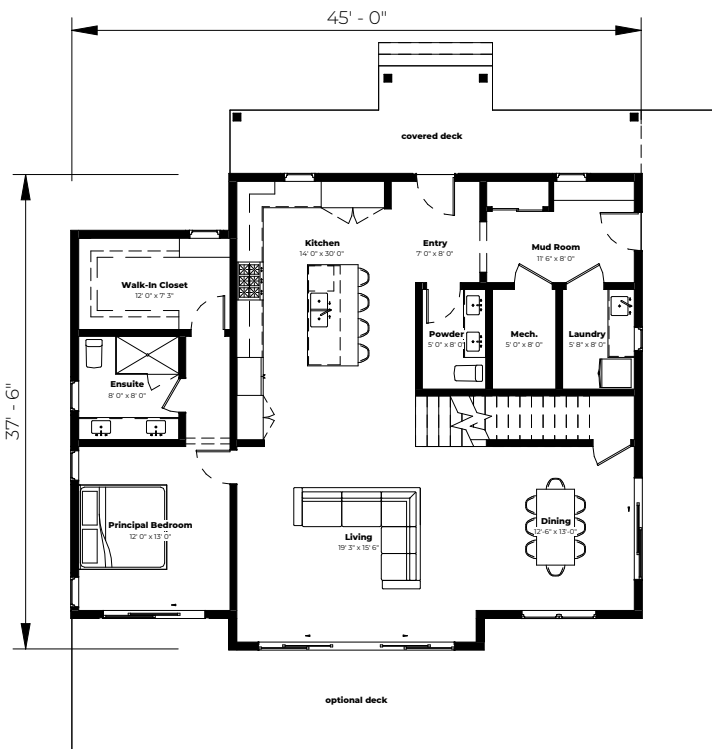 45' - 0"
covered deck
Kitchen
14' 0" x 30' 0"
Entry
7' 0" x 8' 0"
Mud Room
11' 6" x 8' 0"
Walk-In Closet
12' 0" x 7' 3"
Powder
5' 0" x 8' 0"
Mech.
5' 0" x 8' 0"
Laundry
5' 8" x 8' 0"
Ensuite
8' 0" x 8' 0"
37' - 6"
Principal Bedroom
12' 0" x 13' 0"
Living
19' 3" x 15' 6"
Dining
12'-6" x 13'-0"
optional deck